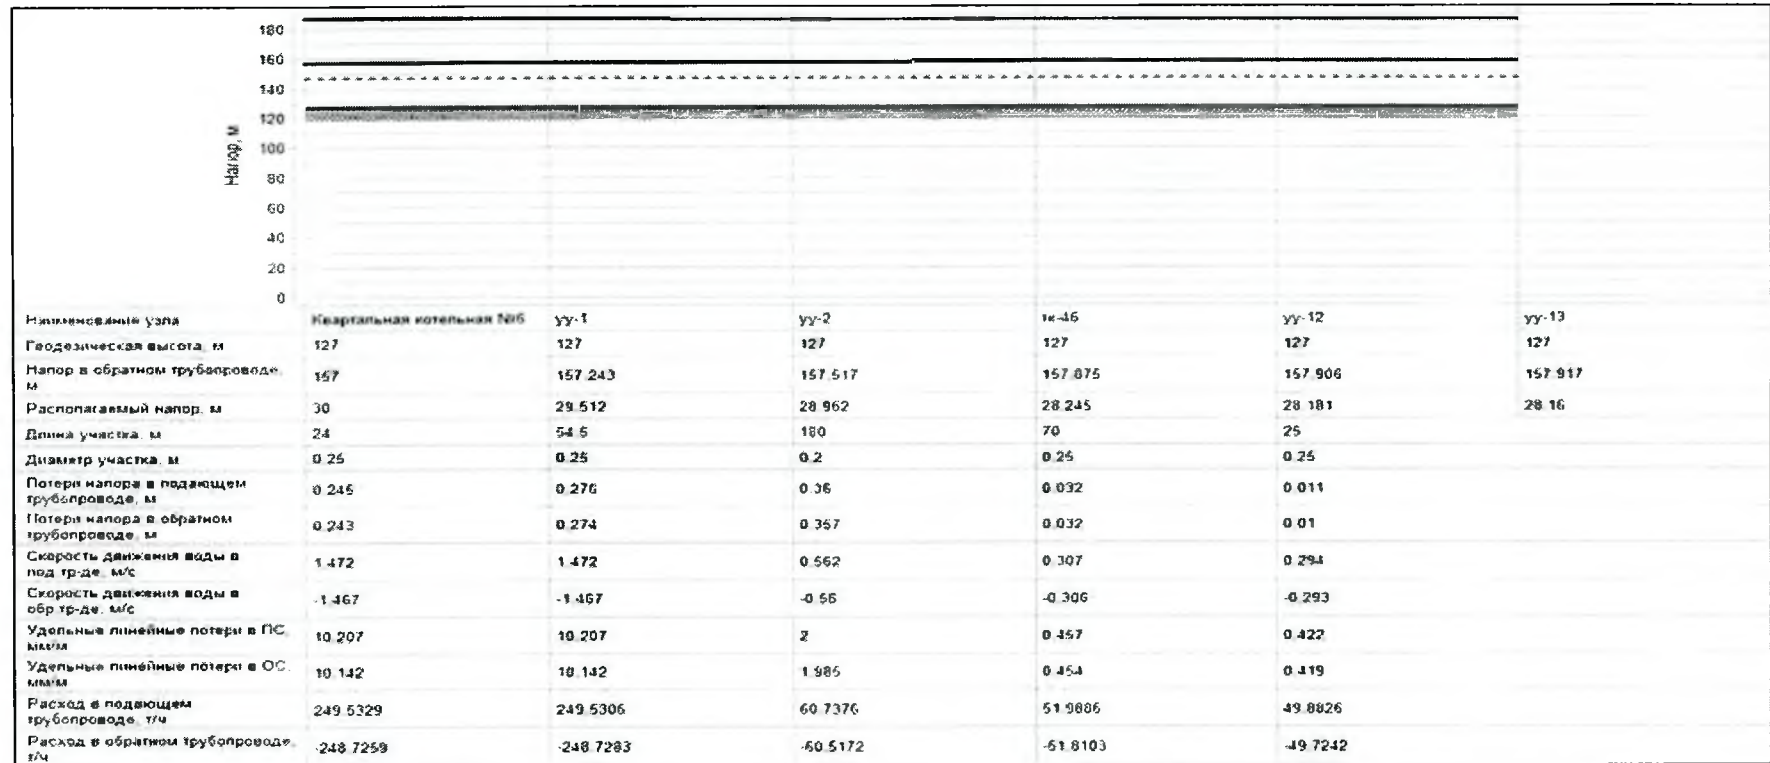 180
160
140
120
100
80
60
40
20
0
Напор, м
Наименование узла Квартальная котельная №6 уу-1 уу-2 тк-46 уу-12 уу-13
Геодезическая высота, м 127 127 127 127 127 127
Напор в обратном трубопроводе, м 157 157.243 157.517 157.875 157.906 157.917
Располагаемый напор, м 30 29.512 28.962 28.245 28.181 28.16
Длина участка, м 24 54.5 180 70 25
Диаметр участка, м 0.25 0.25 0.2 0.25 0.25
Потери напора в подающем трубопроводе, м 0.245 0.276 0.36 0.032 0.011
Потери напора в обратном трубопроводе, м 0.243 0.274 0.357 0.032 0.01
Скорость движения воды в под.тр-де, м/с 1.472 1.472 0.562 0.307 0.294
Скорость движения воды в обр.тр-де, м/с -1.467 -1.467 -0.56 -0.306 -0.293
Удельные линейные потери в ПС, мм/м 10.207 10.207 2 0.457 0.422
Удельные линейные потери в ОС, мм/м 10.142 10.142 1.985 0.454 0.419
Расход в подающем трубопроводе, т/ч 249.5329 249.5306 60.7376 51.9886 49.8826
Расход в обратном трубопроводе, т/ч -248.7259 -248.7283 -60.5172 -51.8103 -49.7242